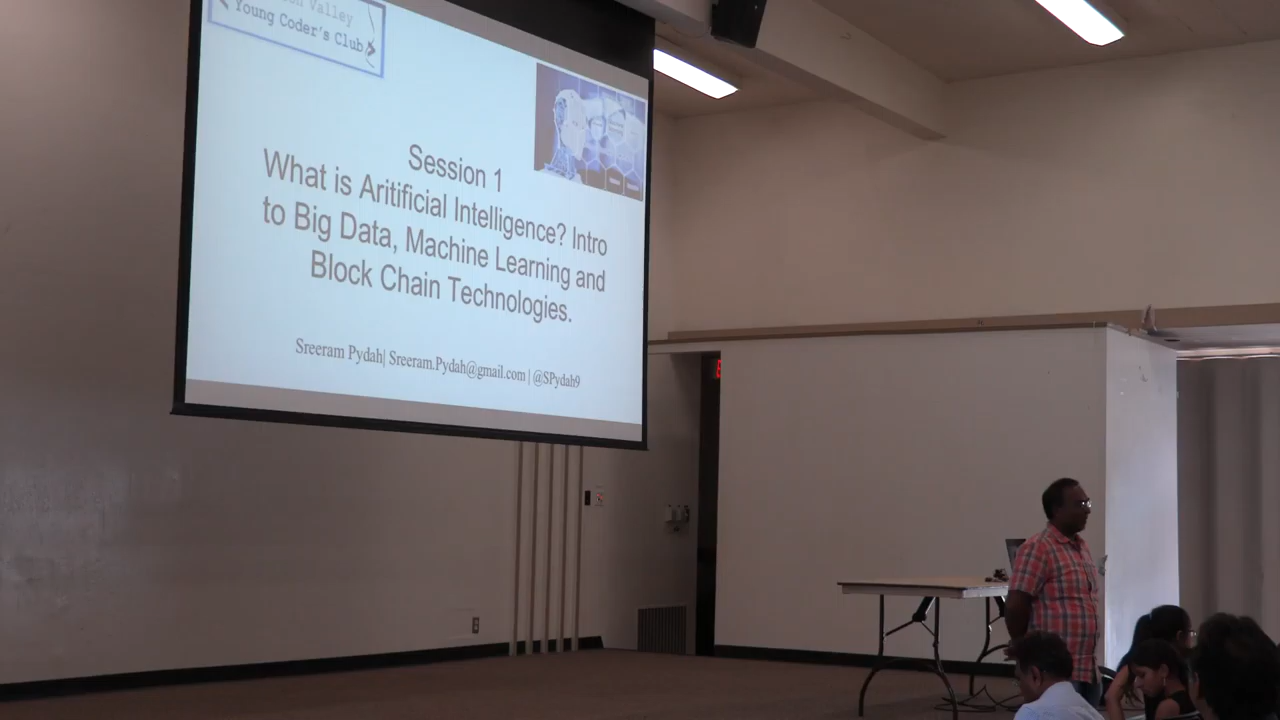 Valley
Young Coder's Club
Session 1
What is Aritificial Intelligence? Intro
to Big Data, Machine Learning and
Block Chain Technologies.
Sreeram Pydah| Sreeram.Pydah@gmail.com | @SPydah9